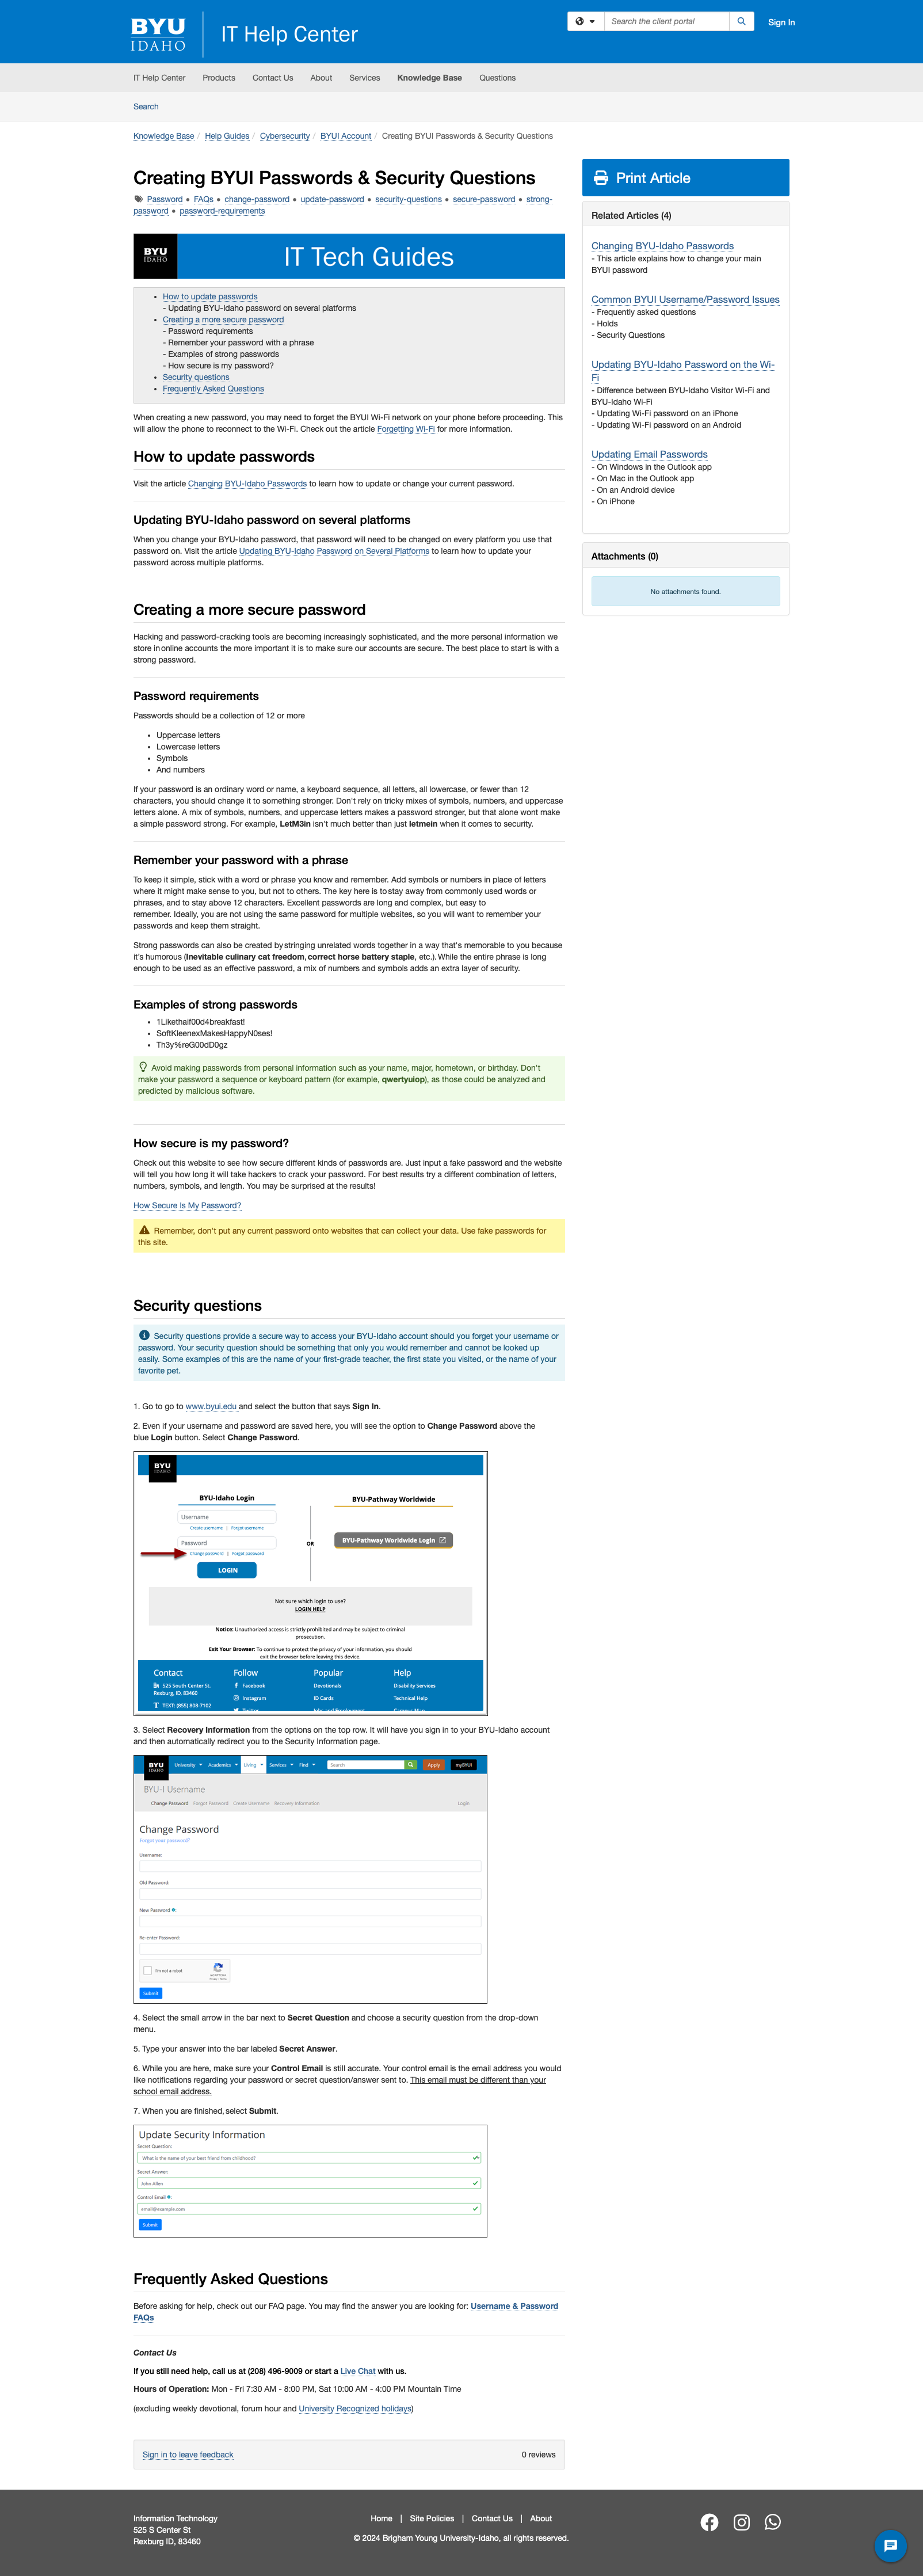 BYU
IDAHO
IT Help Center
Search the client portal
Sign In
IT Help Center Products Contact Us About Services Knowledge Base Questions
Search
Knowledge Base / Help Guides / Cybersecurity / BYUI Account / Creating BYUI Passwords & Security Questions
Creating BYUI Passwords & Security Questions
Password • FAQs • change-password • update-password • security-questions • secure-password • strong-
password • password-requirements
BYU
IDAHO
IT Tech Guides
• How to update passwords
- Updating BYU-Idaho password on several platforms
• Creating a more secure password
- Password requirements
- Remember your password with a phrase
- Examples of strong passwords
- How secure is my password?
• Security questions
• Frequently Asked Questions
When creating a new password, you may need to forget the BYUI Wi-Fi network on your phone before proceeding. This
will allow the phone to reconnect to the Wi-Fi. Check out the article Forgetting Wi-Fi for more information.
How to update passwords
Visit the article Changing BYU-Idaho Passwords to learn how to update or change your current password.
Updating BYU-Idaho password on several platforms
When you change your BYU-Idaho password, that password will need to be changed on every platform you use that
password on. Visit the article Updating BYU-Idaho Password on Several Platforms to learn how to update your
password across multiple platforms.
Creating a more secure password
Hacking and password-cracking tools are becoming increasingly sophisticated, and the more personal information we
store in online accounts the more important it is to make sure our accounts are secure. The best place to start is with a
strong password.
Password requirements
Passwords should be a collection of 12 or more
• Uppercase letters
• Lowercase letters
• Symbols
• And numbers
If your password is an ordinary word or name, a keyboard sequence, all letters, all lowercase, or fewer than 12
characters, you should change it to something stronger. Don't rely on tricky mixes of symbols, numbers, and uppercase
letters alone. A mix of symbols, numbers, and uppercase letters makes a password stronger, but that alone wont make
a simple password strong. For example, LetM3in isn't much better than just letmein when it comes to security.
Remember your password with a phrase
To keep it simple, stick with a word or phrase you know and remember. Add symbols or numbers in place of letters
where it might make sense to you, but not to others. The key here is to stay away from commonly used words or
phrases, and to stay above 12 characters. Excellent passwords are long and complex, but easy to
remember. Ideally, you are not using the same password for multiple websites, so you will want to remember your
passwords and keep them straight.
Strong passwords can also be created by stringing unrelated words together in a way that's memorable to you because
it's humorous (Inevitable culinary cat freedom, correct horse battery staple, etc.). While the entire phrase is long
enough to be used as an effective password, a mix of numbers and symbols adds an extra layer of security.
Examples of strong passwords
• 1Likethaif00d4breakfast!
• SoftKleenexMakesHappyN0ses!
• Th3y%reG00dD0gz
Avoid making passwords from personal information such as your name, major, hometown, or birthday. Don't
make your password a sequence or keyboard pattern (for example, qwertyuiop), as those could be analyzed and
predicted by malicious software.
How secure is my password?
Check out this website to see how secure different kinds of passwords are. Just input a fake password and the website
will tell you how long it will take hackers to crack your password. For best results try a different combination of letters,
numbers, symbols, and length. You may be surprised at the results!
How Secure Is My Password?
Remember, don't put any current password onto websites that can collect your data. Use fake passwords for
this site.
Security questions
Security questions provide a secure way to access your BYU-Idaho account should you forget your username or
password. Your security question should be something that only you would remember and cannot be looked up
easily. Some examples of this are the name of your first-grade teacher, the first state you visited, or the name of your
favorite pet.
1. Go to go to www.byui.edu and select the button that says Sign In.
2. Even if your username and password are saved here, you will see the option to Change Password above the
blue Login button. Select Change Password.
BYU
IDAHO
BYU-Idaho Login
Username
Create username | Forgot username
Password
Change password | Forgot password
LOGIN
OR
BYU-Pathway Worldwide
BYU-Pathway Worldwide Login
Not sure which login to use?
LOGIN HELP
Notice: Unauthorized access is strictly prohibited and may be subject to criminal
prosecution.
Exit Your Browser: To continue to protect the privacy of information, you should
exit the browser before leaving this device.
Contact Follow Popular Help
525 South Center St. Facebook Devotionals Disability Services
Rexburg, ID, 83460
Instagram ID Cards Technical Help
TEXT: (855) 808-7102
Twitter Jobs and Employment Campus Map
3. Select Recovery Information from the options on the top row. It will have you sign in to your BYU-Idaho account
and then automatically redirect you to the Security Information page.
BYU
IDAHO
University Academics Living Services Find Search Apply myBYUI
BYU-I Username
Change Password Forgot Password Create Username Recovery Information Login
Change Password
Forgot your password?
Username:
Old Password:
New Password :
Re-enter Password:
I'm not a robot
reCAPTCHA
Privacy - Terms
Submit
4. Select the small arrow in the bar next to Secret Question and choose a security question from the drop-down
menu.
5. Type your answer into the bar labeled Secret Answer.
6. While you are here, make sure your Control Email is still accurate. Your control email is the email address you would
like notifications regarding your password or secret question/answer sent to. This email must be different than your
school email address.
7. When you are finished, select Submit.
Update Security Information
Secret Question:
What is the name of your best friend from childhood?
Secret Answer:
John Allen
Control Email :
email@example.com
Submit
Frequently Asked Questions
Before asking for help, check out our FAQ page. You may find the answer you are looking for: Username & Password
FAQs
Contact Us
If you still need help, call us at (208) 496-9009 or start a Live Chat with us.
Hours of Operation: Mon - Fri 7:30 AM - 8:00 PM, Sat 10:00 AM - 4:00 PM Mountain Time
(excluding weekly devotional, forum hour and University Recognized holidays)
Sign in to leave feedback
0 reviews
Print Article
Related Articles (4)
Changing BYU-Idaho Passwords
- This article explains how to change your main
BYUI password
Common BYUI Username/Password Issues
- Frequently asked questions
- Holds
- Security Questions
Updating BYU-Idaho Password on the Wi-
Fi
- Difference between BYU-Idaho Visitor Wi-Fi and
BYU-Idaho Wi-Fi
- Updating Wi-Fi password on an iPhone
- Updating Wi-Fi password on an Android
Updating Email Passwords
- On Windows in the Outlook app
- On Mac in the Outlook app
- On an Android device
- On iPhone
Attachments (0)
No attachments found.
Information Technology
525 S Center St
Rexburg ID, 83460
Home | Site Policies | Contact Us | About
© 2024 Brigham Young University-Idaho, all rights reserved.